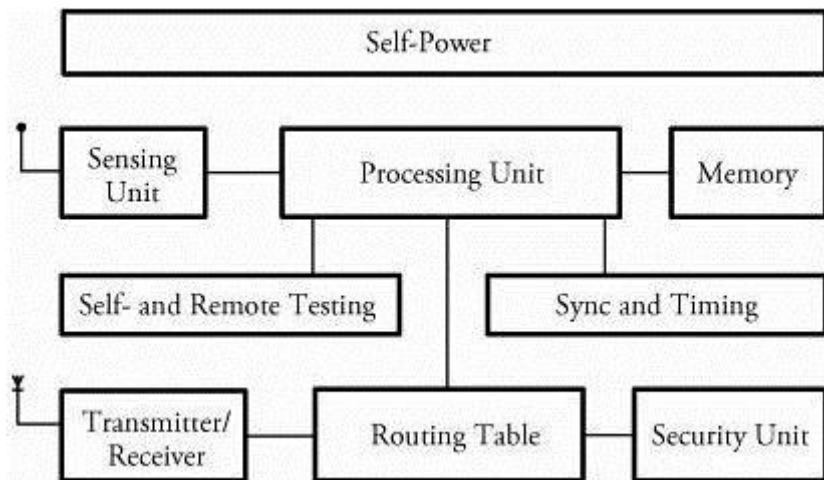 Self-Power
Sensing
Unit
Processing Unit
Memory
Self- and Remote Testing
Sync and Timing
Transmitter/
Receiver
Routing Table
Security Unit